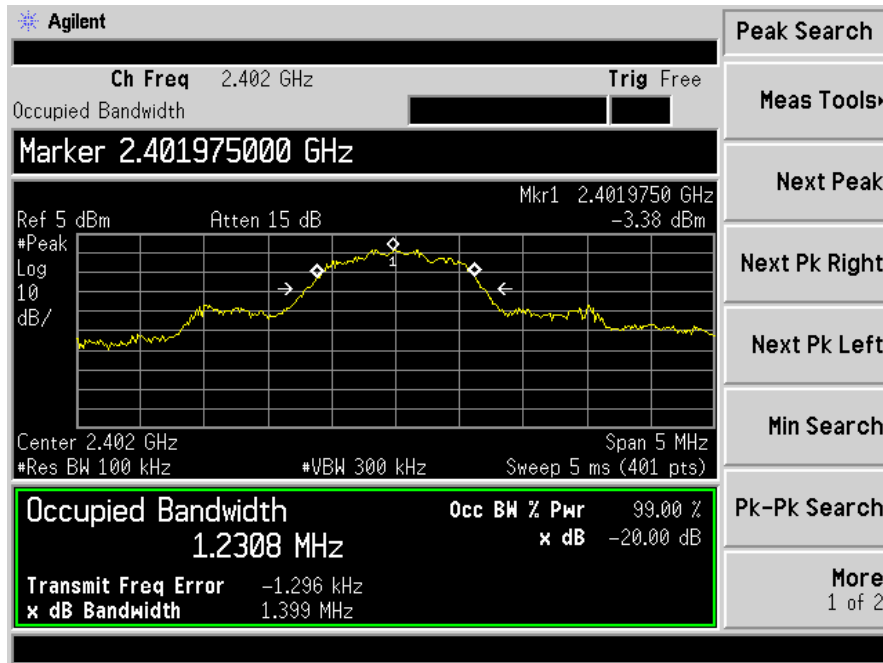 Agilent
Peak Search
Ch Freq 2.402 GHz Trig Free
Occupied Bandwidth
Meas Tools
Marker 2.401975000 GHz
Next Peak
Mkr1 2.4019750 GHz
Ref 5 dBm Atten 15 dB -3.38 dBm
#Peak
Log
10
dB/
1
Next Pk Right
Next Pk Left
Center 2.402 GHz Span 5 MHz
#Res BW 100 kHz #VBW 300 kHz Sweep 5 ms (401 pts)
Min Search
Occupied Bandwidth Occ BW % Pwr 99.00 %
1.2308 MHz x dB -20.00 dB
Pk-Pk Search
Transmit Freq Error -1.296 kHz
x dB Bandwidth 1.399 MHz
More
1 of 2